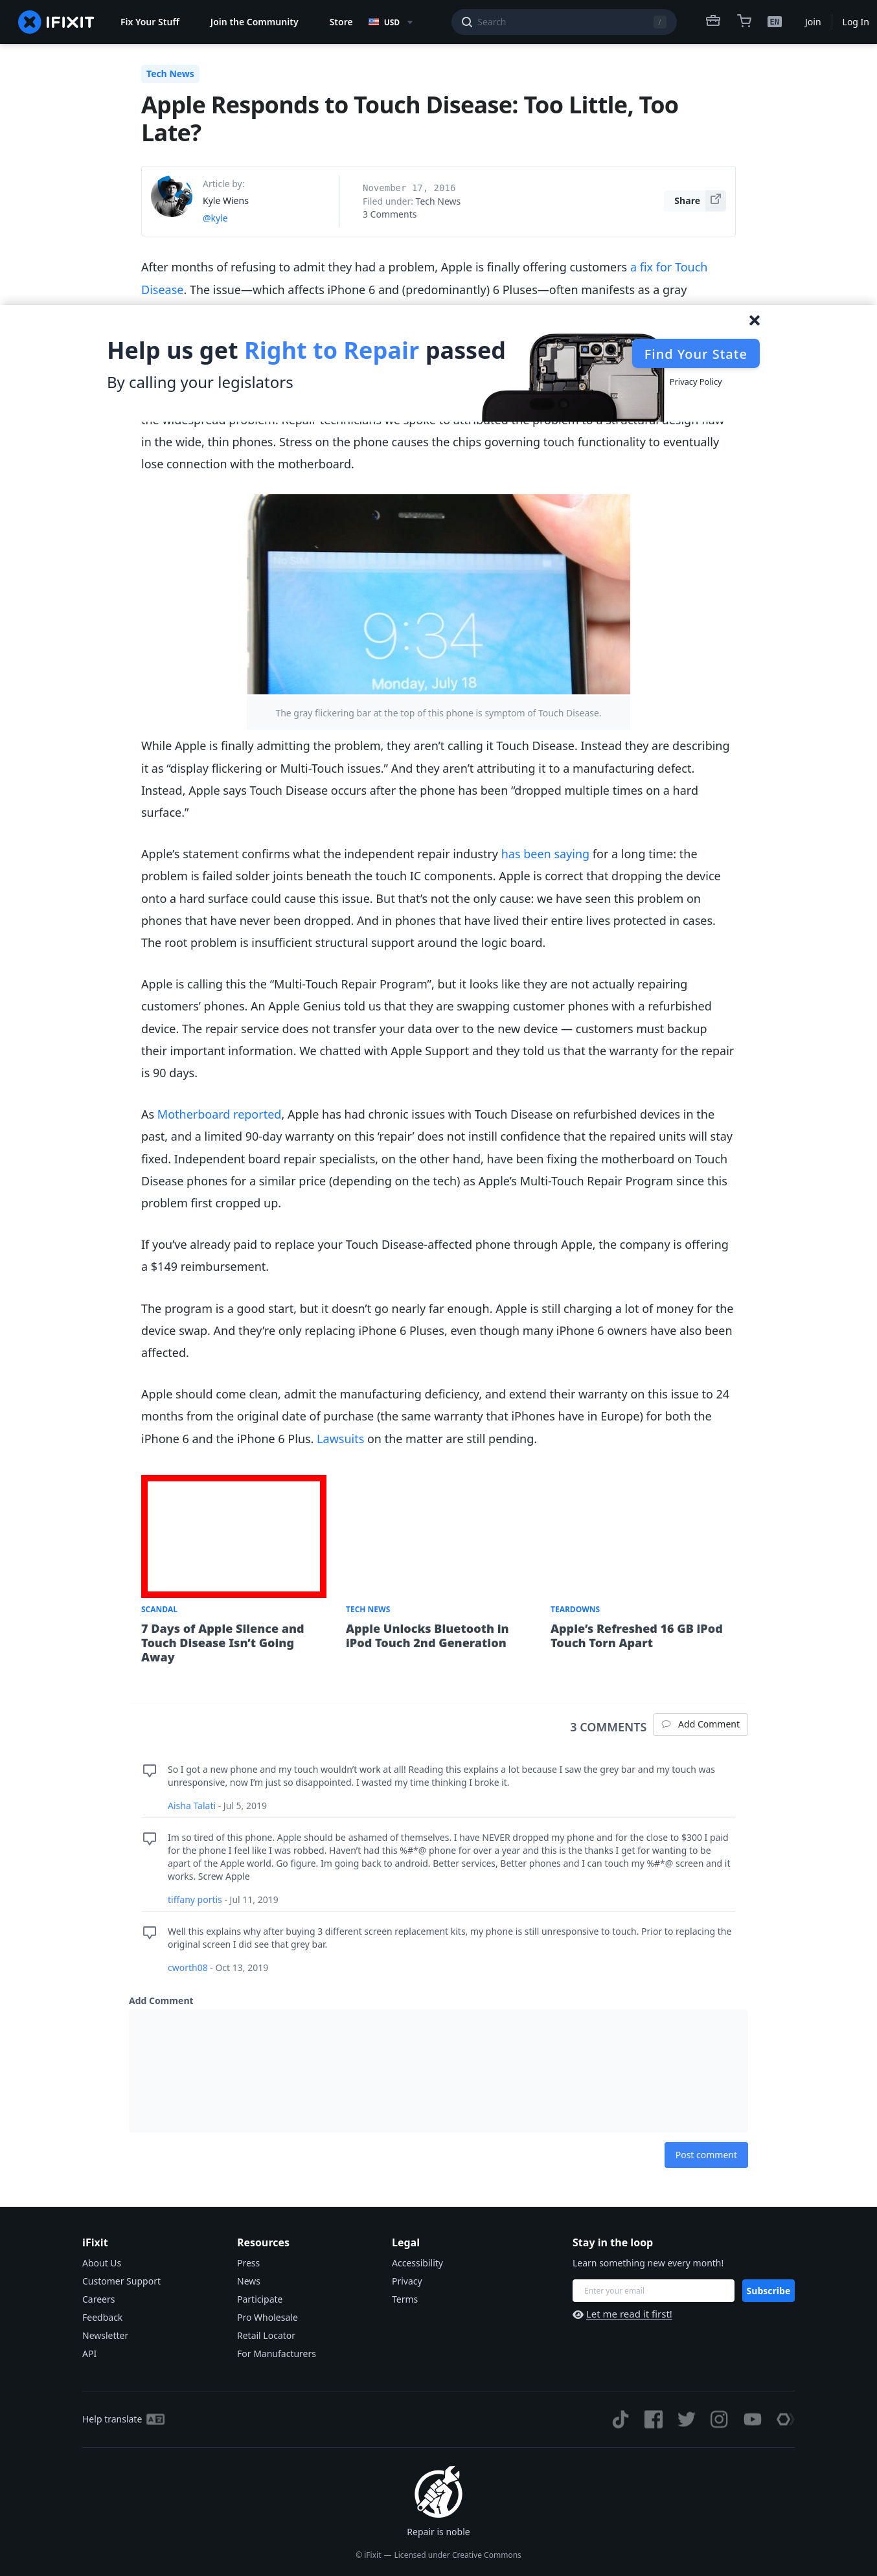 IFIXIT
Fix Your Stuff
Join the Community
Store
USD
Search
/
EN
Join
Log In
Tech News
Apple Responds to Touch Disease: Too Little, Too
Late?
Article by:
Kyle Wiens
@kyle
November 17, 2016
Filed under: Tech News
3 Comments
Share
After months of refusing to admit they had a problem, Apple is finally offering customers a fix for Touch
Disease. The issue—which affects iPhone 6 and (predominantly) 6 Pluses—often manifests as a gray
Help us get Right to Repair passed
By calling your legislators
Find Your State
Privacy Policy
the widespread problem. Repair technicians we spoke to attributed the problem to a structural design flaw
in the wide, thin phones. Stress on the phone causes the chips governing touch functionality to eventually
lose connection with the motherboard.
9:34
Monday, July 18
The gray flickering bar at the top of this phone is symptom of Touch Disease.
While Apple is finally admitting the problem, they aren’t calling it Touch Disease. Instead they are describing
it as “display flickering or Multi-Touch issues.” And they aren’t attributing it to a manufacturing defect.
Instead, Apple says Touch Disease occurs after the phone has been “dropped multiple times on a hard
surface.”
Apple’s statement confirms what the independent repair industry has been saying for a long time: the
problem is failed solder joints beneath the touch IC components. Apple is correct that dropping the device
onto a hard surface could cause this issue. But that’s not the only cause: we have seen this problem on
phones that have never been dropped. And in phones that have lived their entire lives protected in cases.
The root problem is insufficient structural support around the logic board.
Apple is calling this the “Multi-Touch Repair Program”, but it looks like they are not actually repairing
customers’ phones. An Apple Genius told us that they are swapping customer phones with a refurbished
device. The repair service does not transfer your data over to the new device — customers must backup
their important information. We chatted with Apple Support and they told us that the warranty for the repair
is 90 days.
As Motherboard reported, Apple has had chronic issues with Touch Disease on refurbished devices in the
past, and a limited 90-day warranty on this ‘repair’ does not instill confidence that the repaired units will stay
fixed. Independent board repair specialists, on the other hand, have been fixing the motherboard on Touch
Disease phones for a similar price (depending on the tech) as Apple’s Multi-Touch Repair Program since this
problem first cropped up.
If you’ve already paid to replace your Touch Disease-affected phone through Apple, the company is offering
a $149 reimbursement.
The program is a good start, but it doesn’t go nearly far enough. Apple is still charging a lot of money for the
device swap. And they’re only replacing iPhone 6 Pluses, even though many iPhone 6 owners have also been
affected.
Apple should come clean, admit the manufacturing deficiency, and extend their warranty on this issue to 24
months from the original date of purchase (the same warranty that iPhones have in Europe) for both the
iPhone 6 and the iPhone 6 Plus. Lawsuits on the matter are still pending.
SCANDAL
7 Days of Apple Silence and
Touch Disease Isn’t Going
Away
TECH NEWS
Apple Unlocks Bluetooth in
iPod Touch 2nd Generation
TEARDOWNS
Apple’s Refreshed 16 GB iPod
Touch Torn Apart
3 COMMENTS
Add Comment
So I got a new phone and my touch wouldn’t work at all! Reading this explains a lot because I saw the grey bar and my touch was
unresponsive, now I’m just so disappointed. I wasted my time thinking I broke it.
Aisha Talati - Jul 5, 2019
Im so tired of this phone. Apple should be ashamed of themselves. I have NEVER dropped my phone and for the close to $300 I paid
for the phone I feel like I was robbed. Haven’t had this %#*@ phone for over a year and this is the thanks I get for wanting to be
apart of the Apple world. Go figure. Im going back to android. Better services, Better phones and I can touch my %#*@ screen and it
works. Screw Apple
tiffany portis - Jul 11, 2019
Well this explains why after buying 3 different screen replacement kits, my phone is still unresponsive to touch. Prior to replacing the
original screen I did see that grey bar.
cworth08 - Oct 13, 2019
Add Comment
Post comment
iFixit
About Us
Customer Support
Careers
Feedback
Newsletter
API
Resources
Press
News
Participate
Pro Wholesale
Retail Locator
For Manufacturers
Legal
Accessibility
Privacy
Terms
Stay in the loop
Learn something new every month!
Enter your email
Subscribe
Let me read it first!
Help translate
Repair is noble
© iFixit — Licensed under Creative Commons